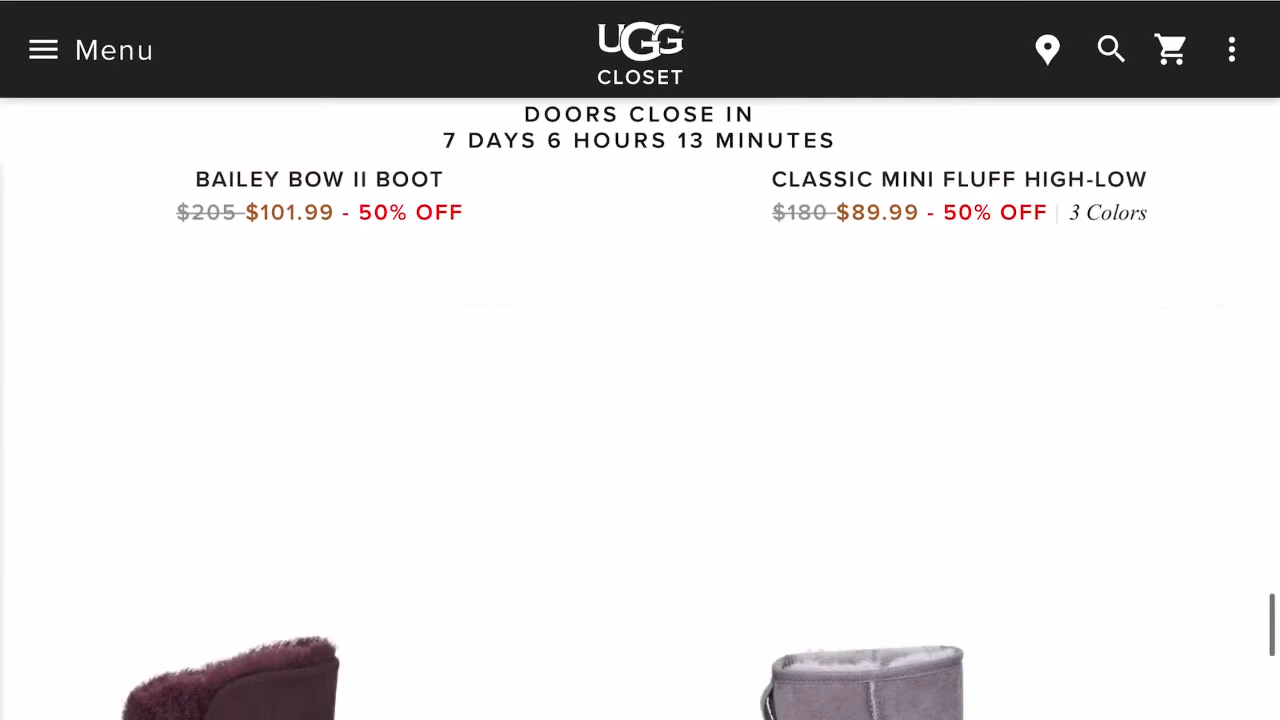 Menu
UGG
CLOSET
DOORS CLOSE IN
7 DAYS 6 HOURS 13 MINUTES
BAILEY BOW II BOOT
$205 $101.99 - 50% OFF
CLASSIC MINI FLUFF HIGH-LOW
$180 $89.99 - 50% OFF | 3 Colors